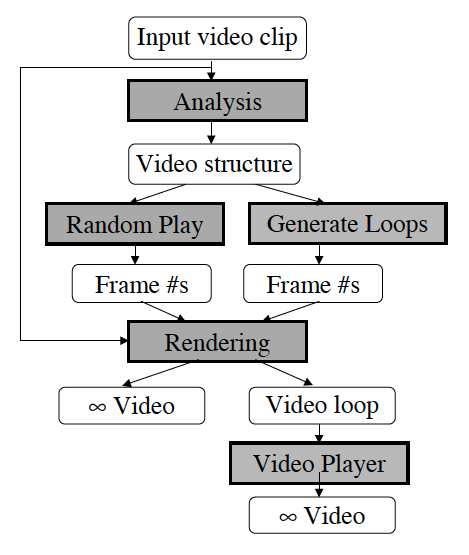 Input video clip
Analysis
Video structure
Random Play
Generate Loops
Frame #s
Frame #s
Rendering
∞ Video
Video loop
Video Player
∞ Video